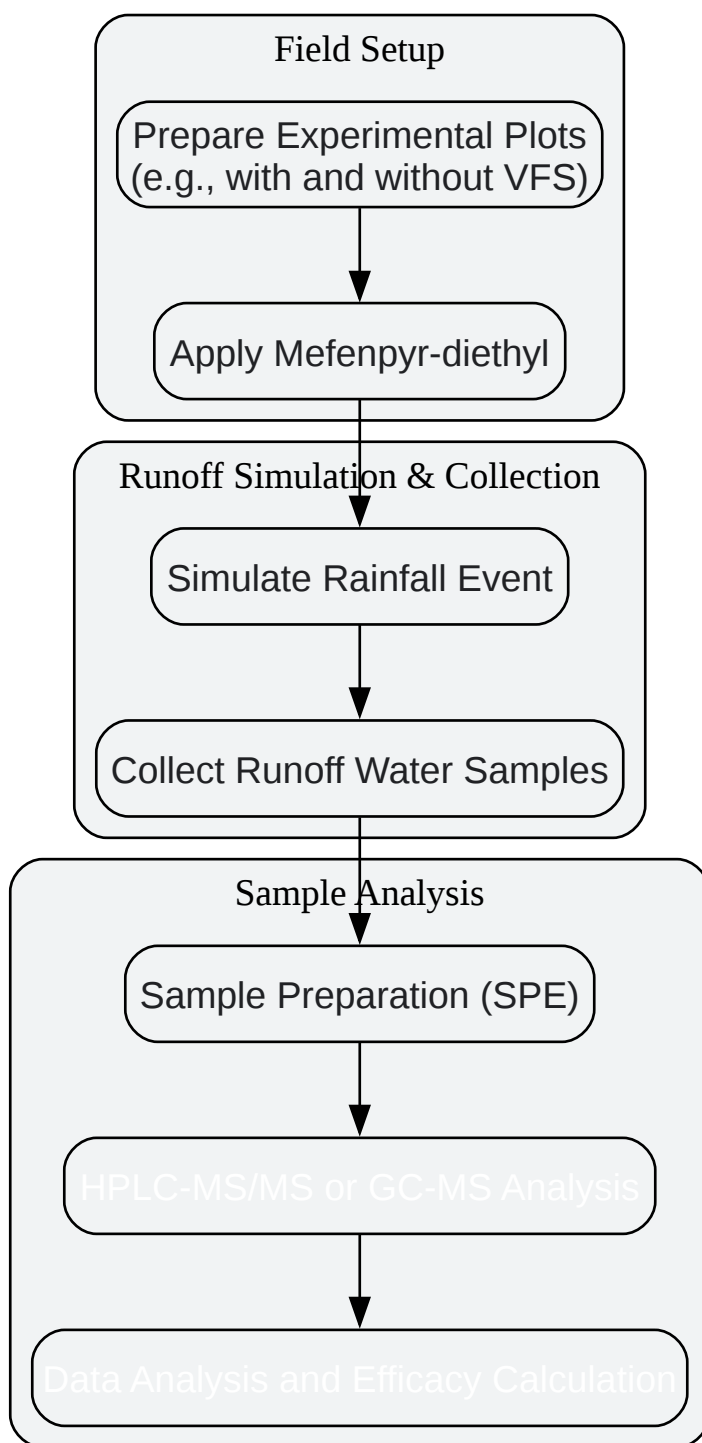 Field Setup
Prepare Experimental Plots
(e.g., with and without VFS)
Apply Mefenpyr-diethyl
Runoff Simulation & Collection
Simulate Rainfall Event
Collect Runoff Water Samples
Sample Analysis
Sample Preparation (SPE)
HPLC-MS/MS or GC-MS Analysis
Data Analysis and Efficacy Calculation